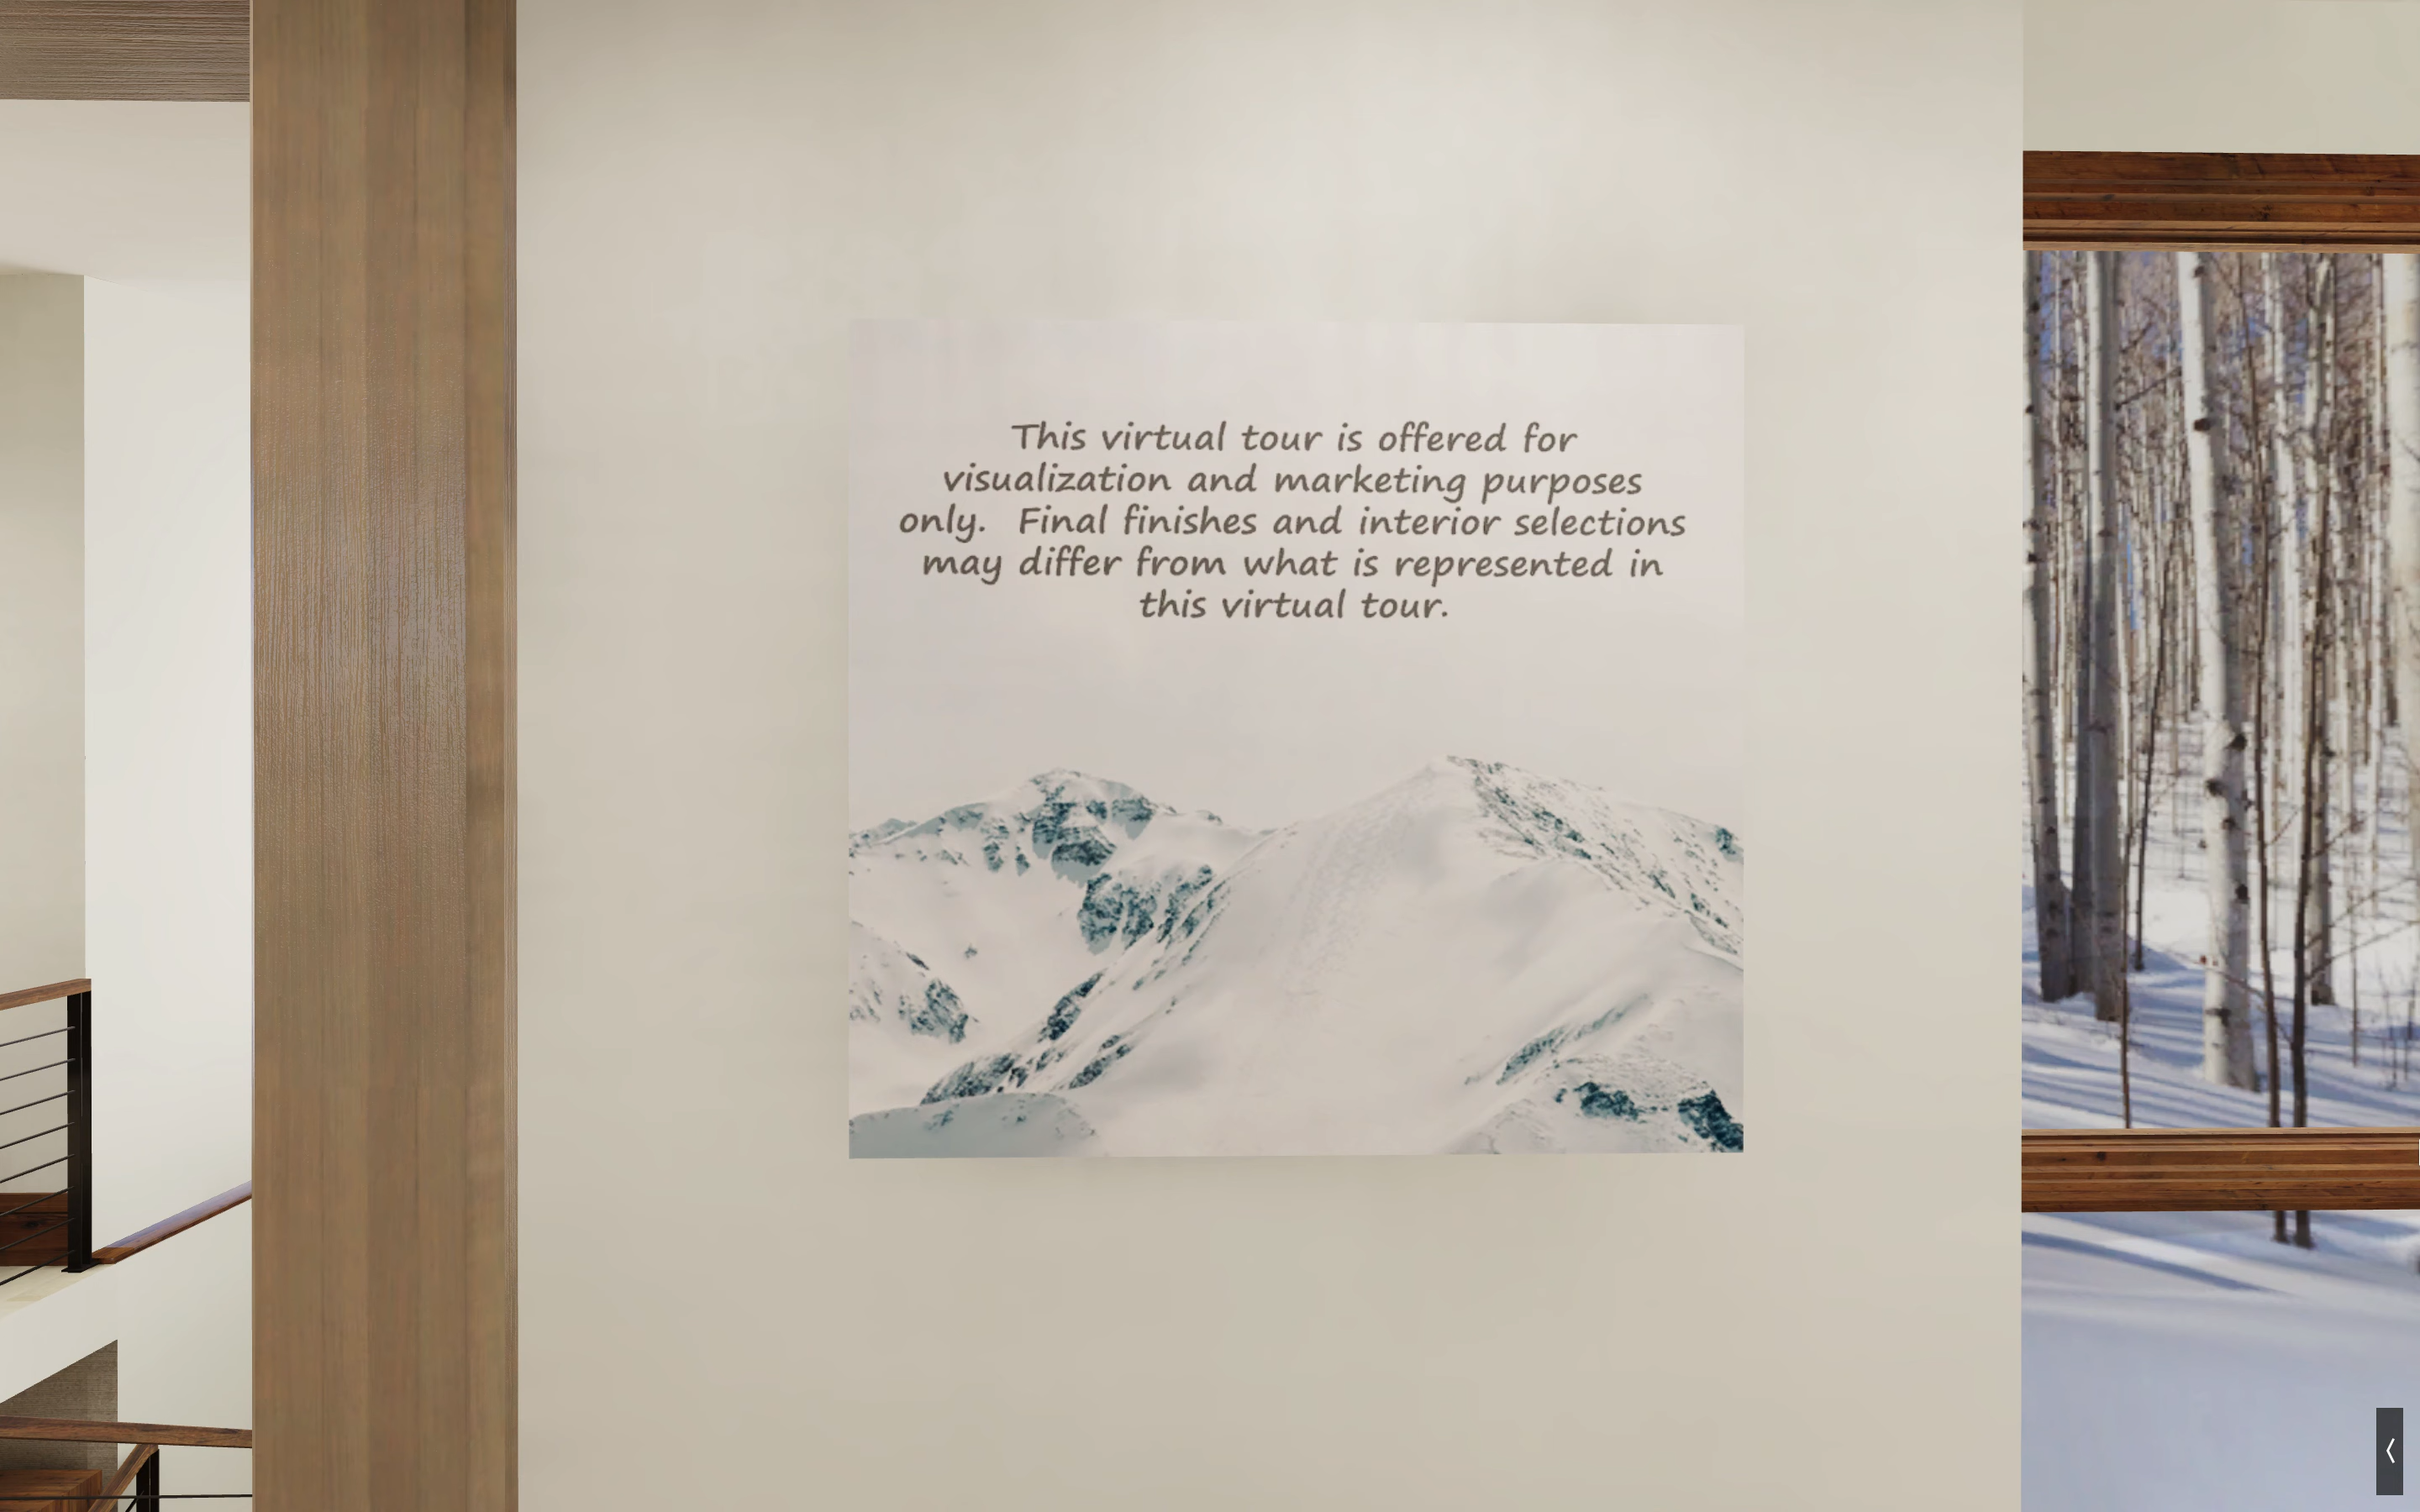 This virtual tour is offered for
visualization and marketing purposes
only.  Final finishes and interior selections
may differ from what is represented in
this virtual tour.